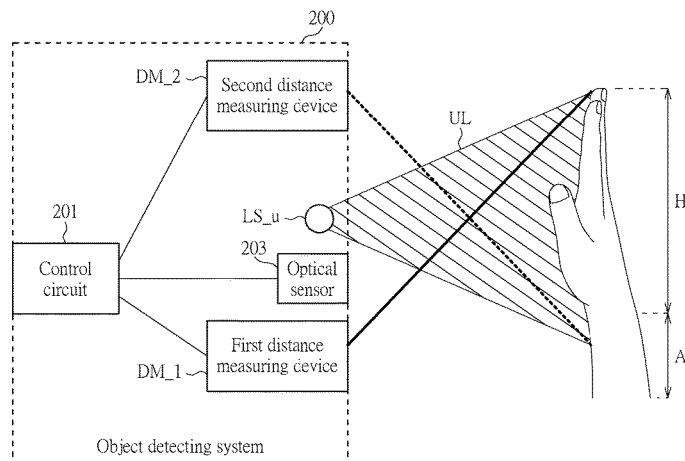 200
DM_2
Second distance
measuring device
UL
H
LS_u
201
203
Control
circuit
Optical
sensor
First distance
measuring device
DM_1
A
Object detecting system